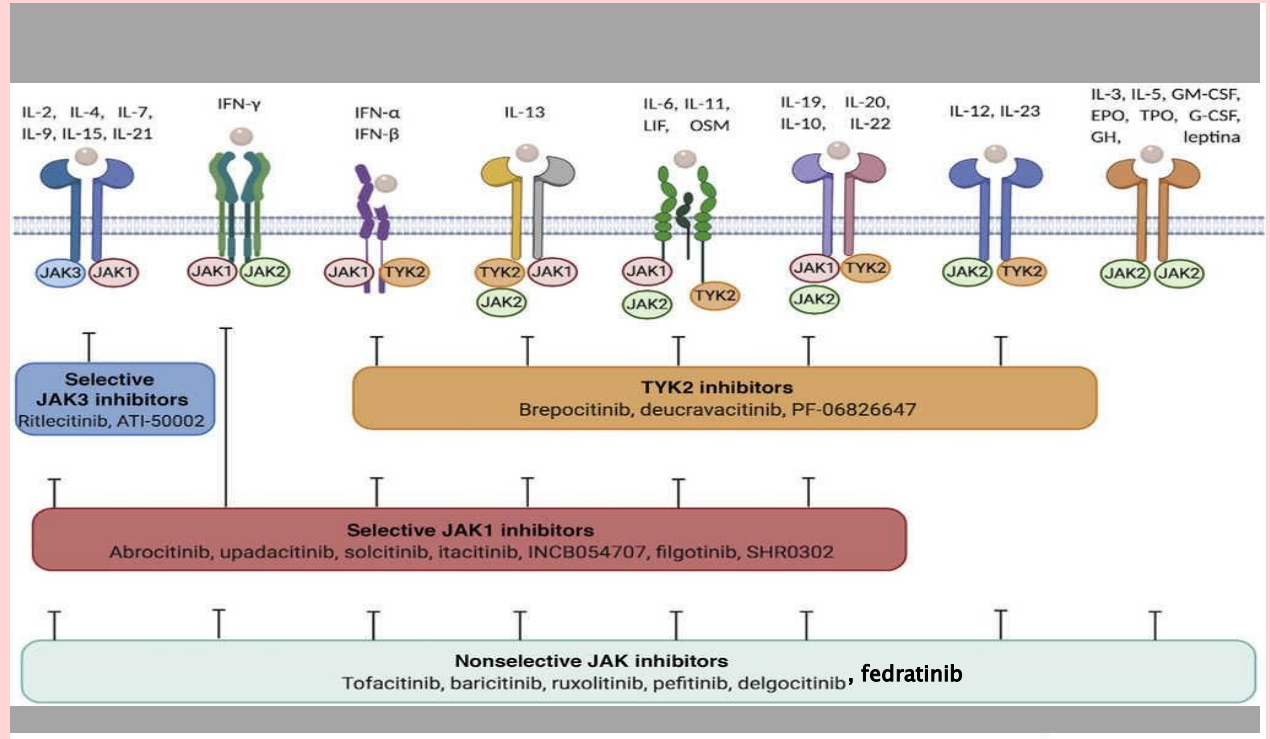 IL-2, IL-4, IL-7,
IL-9, IL-15, IL-21
IFN-γ
IFN-α
IFN-β
IL-13
IL-6, IL-11,
LIF, OSM
IL-19, IL-20,
IL-10, IL-22
IL-12, IL-23
IL-3, IL-5, GM-CSF,
EPO, TPO, G-CSF,
GH, leptina
JAK3 JAK1
JAK1 JAK2
JAK1 TYK2
TYK2 JAK1
JAK2
JAK1
JAK2 TYK2
JAK1 TYK2
JAK2
JAK2 TYK2
JAK2 JAK2
Selective
JAK3 inhibitors
Ritlecitinib, ATI-50002
TYK2 inhibitors
Brepocitinib, deucravacitinib, PF-06826647
Selective JAK1 inhibitors
Abrocitinib, upadacitinib, solcitinib, itacitinib, INCB054707, filgotinib, SHR0302
Nonselective JAK inhibitors
Tofacitinib, baricitinib, ruxolitinib, pefitinib, delgocitinib, fedratinib